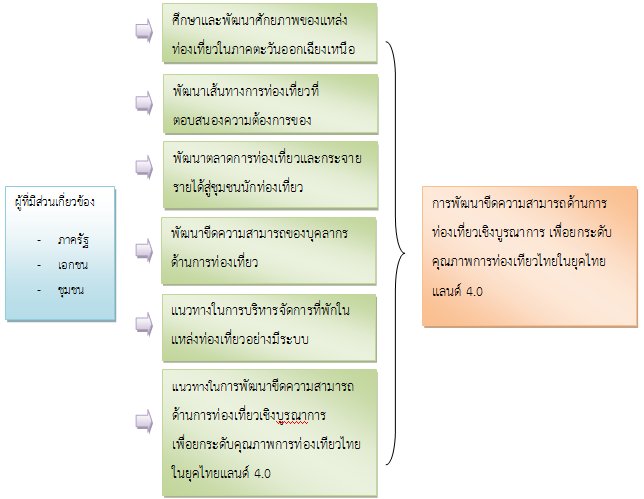 ผู้ที่มีส่วนเกี่ยวข้อง
- ภาครัฐ
- เอกชน
- ชุมชน
ศึกษาและพัฒนาศักยภาพของแหล่ง
ท่องเที่ยวในภาคตะวันออกเฉียงเหนือ
พัฒนาเส้นทางการท่องเที่ยวที่
ตอบสนองความต้องการของ
พัฒนาตลาดการท่องเที่ยวและกระจาย
รายได้สู่ชุมชนนักท่องเที่ยว
พัฒนาขีดความสามารถของบุคลากร
ด้านการท่องเที่ยว
แนวทางในการบริหารจัดการที่พักใน
แหล่งท่องเที่ยวอย่างมีระบบ
แนวทางในการพัฒนาขีดความสามารถ
ด้านการท่องเที่ยวเชิงบูรณาการ
เพื่อยกระดับคุณภาพการท่องเทียวไทย
ในยุคไทยแลนด์ 4.0
การพัฒนาขีดความสามารถด้านการ
ท่องเที่ยวเชิงบูรณาการ เพื่อยกระดับ
คุณภาพการท่องเทียวไทยในยุคไทย
แลนด์ 4.0